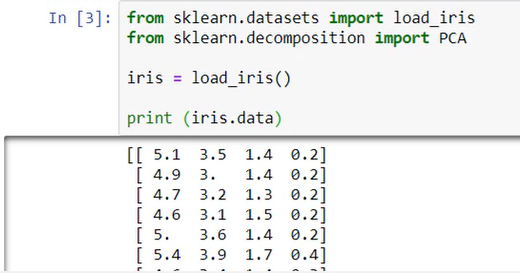 In [3]: from sklearn.datasets import load_iris
from sklearn.decomposition import PCA
iris = load_iris()
print (iris.data)
[[ 5.1 3.5 1.4 0.2]
[ 4.9 3. 1.4 0.2]
[ 4.7 3.2 1.3 0.2]
[ 4.6 3.1 1.5 0.2]
[ 5. 3.6 1.4 0.2]
[ 5.4 3.9 1.7 0.4]